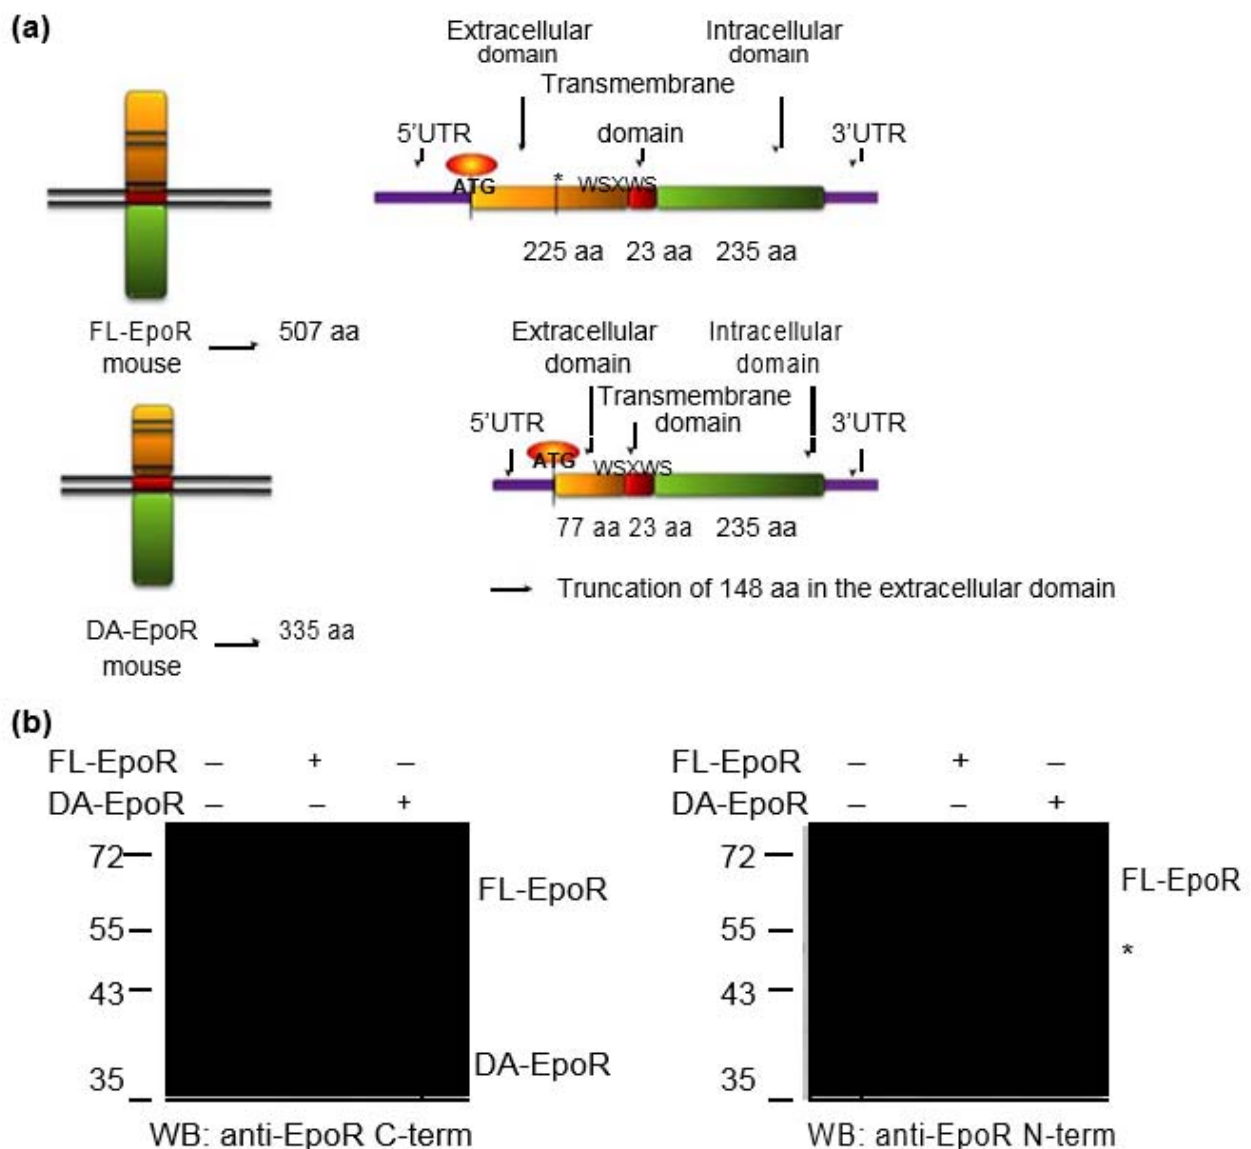 (a)
Extracellular domain
Intracellular domain
Transmembrane domain
5'UTR
3'UTR
ATG
*
WSXWS
225 aa 23 aa 235 aa
FL-EpoR mouse
507 aa
Extracellular domain
Intracellular domain
Transmembrane domain
5'UTR
3'UTR
ATG
WSXWS
77 aa 23 aa 235 aa
Truncation of 148 aa in the extracellular domain
DA-EpoR mouse
335 aa
(b)
FL-EpoR – + –
DA-EpoR – – +
72
55
43
35
FL-EpoR
DA-EpoR
WB: anti-EpoR C-term
FL-EpoR – + –
DA-EpoR – – +
72
55
43
35
FL-EpoR
*
WB: anti-EpoR N-term